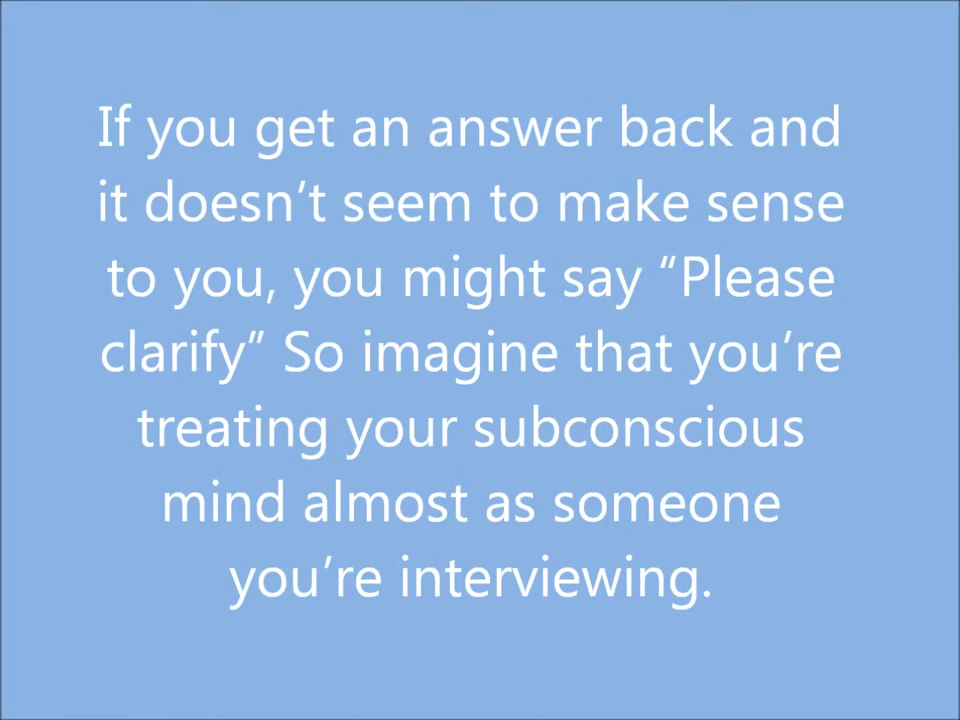 If you get an answer back and
it doesn’t seem to make sense
to you, you might say “Please
clarify” So imagine that you’re
treating your subconscious
mind almost as someone
you’re interviewing.